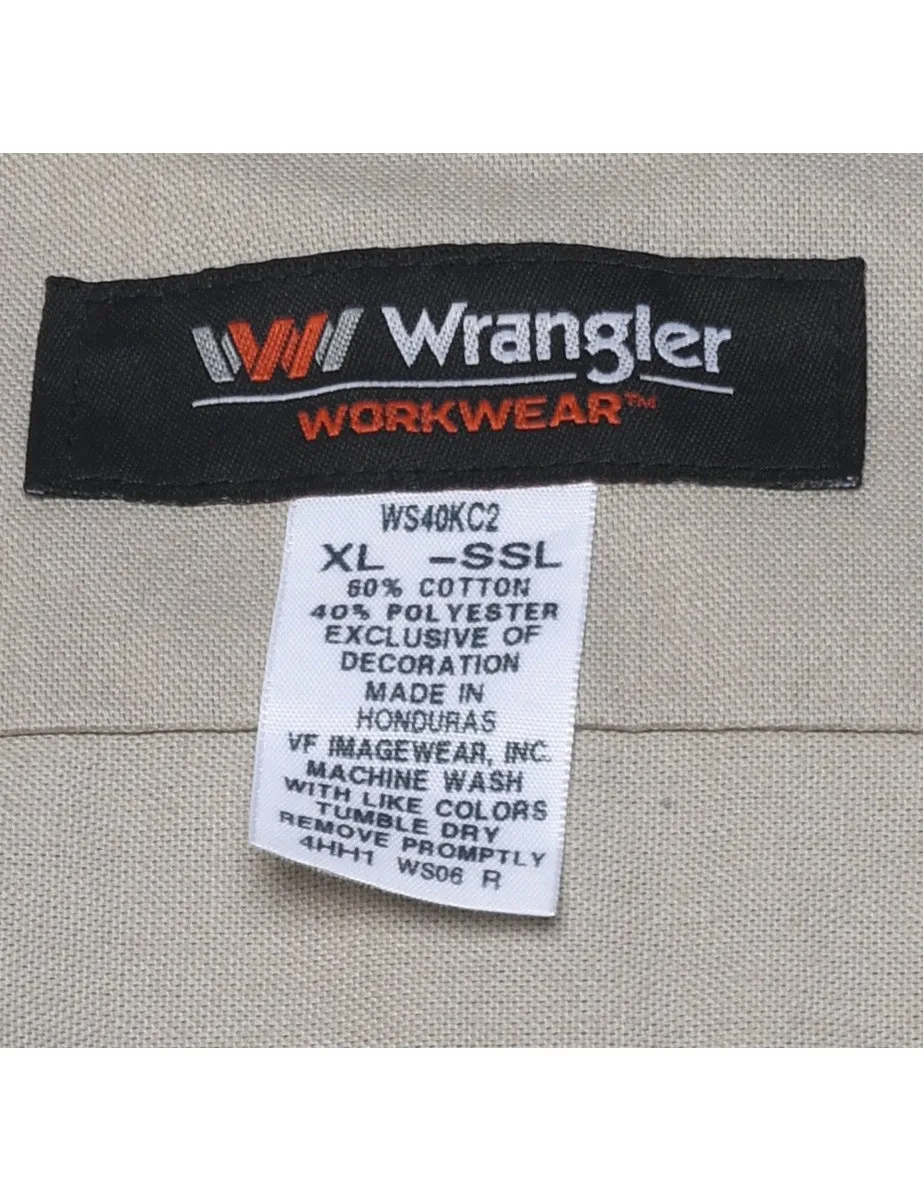 Wrangler
WORKWEAR™
WS40KC2
XL -SSL
60% COTTON
40% POLYESTER
EXCLUSIVE OF
DECORATION
MADE IN
HONDURAS
VF IMAGEWEAR, INC.
MACHINE WASH
WITH LIKE COLORS
TUMBLE DRY
REMOVE PROMPTLY
4HH1 WS06 R